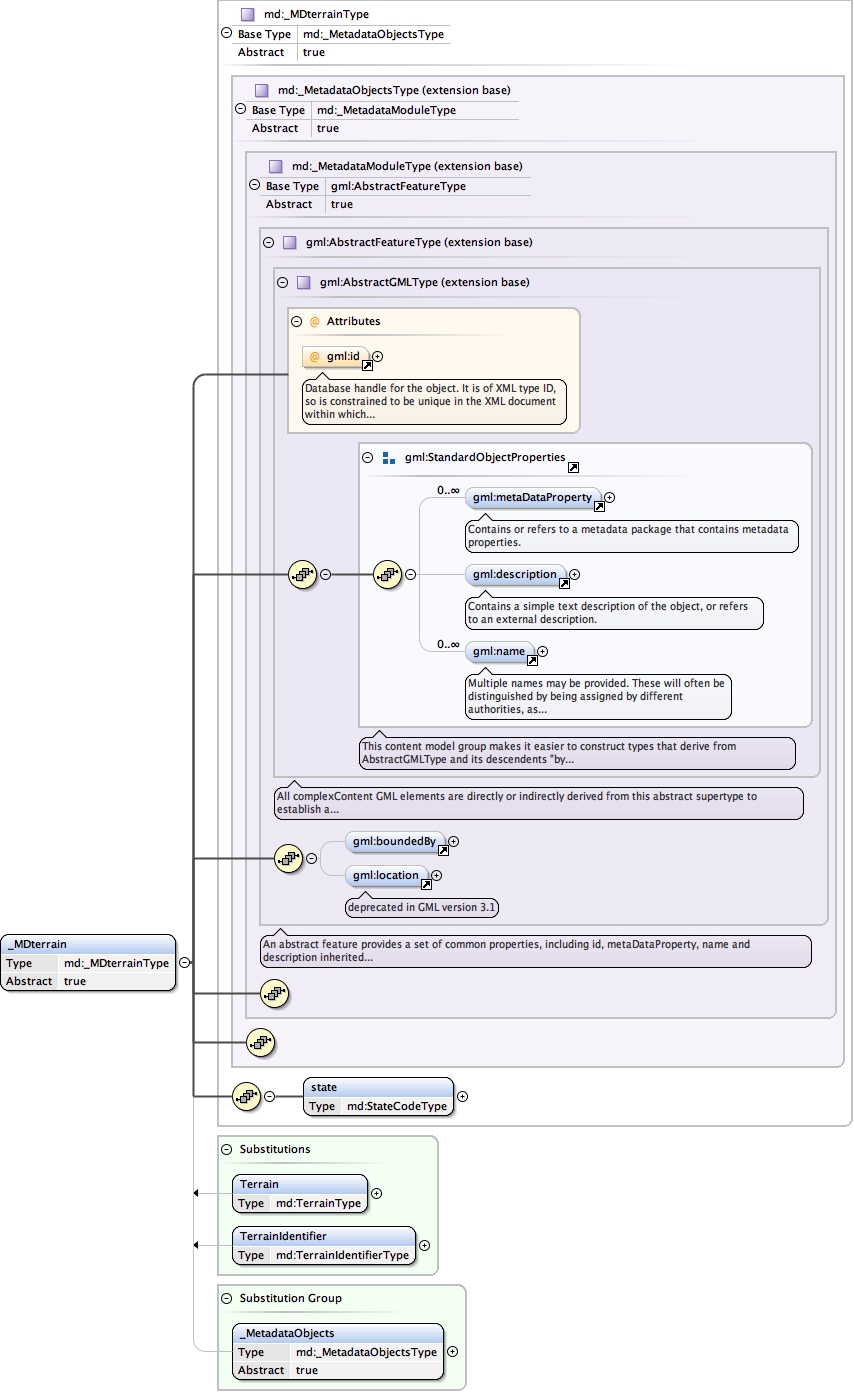 md:_MDterrainType
Base Type md:_MetadataObjectsType
Abstract true
md:_MetadataObjectsType (extension base)
Base Type md:_MetadataModuleType
Abstract true
md:_MetadataModuleType (extension base)
Base Type gml:AbstractFeatureType
Abstract true
gml:AbstractFeatureType (extension base)
gml:AbstractGMLType (extension base)
@ Attributes
@ gml:id
Database handle for the object. It is of XML type ID,
so is constrained to be unique in the XML document
within which...
gml:StandardObjectProperties
0..∞
gml:metaDataProperty
Contains or refers to a metadata package that contains metadata
properties.
gml:description
Contains a simple text description of the object, or refers
to an external description.
0..∞
gml:name
Multiple names may be provided. These will often be
distinguished by being assigned by different
authorities, as...
This content model group makes it easier to construct types that derive from
AbstractGMLType and its descendents "by...
All complexContent GML elements are directly or indirectly derived from this abstract supertype to
establish a...
gml:boundedBy
gml:location
deprecated in GML version 3.1
An abstract feature provides a set of common properties, including id, metaDataProperty, name and
description inherited...
_MDterrain
Type md:_MDterrainType
Abstract true
state
Type md:StateCodeType
Substitutions
Terrain
Type md:TerrainType
TerrainIdentifier
Type md:TerrainIdentifierType
Substitution Group
_MetadataObjects
Type md:_MetadataObjectsType
Abstract true